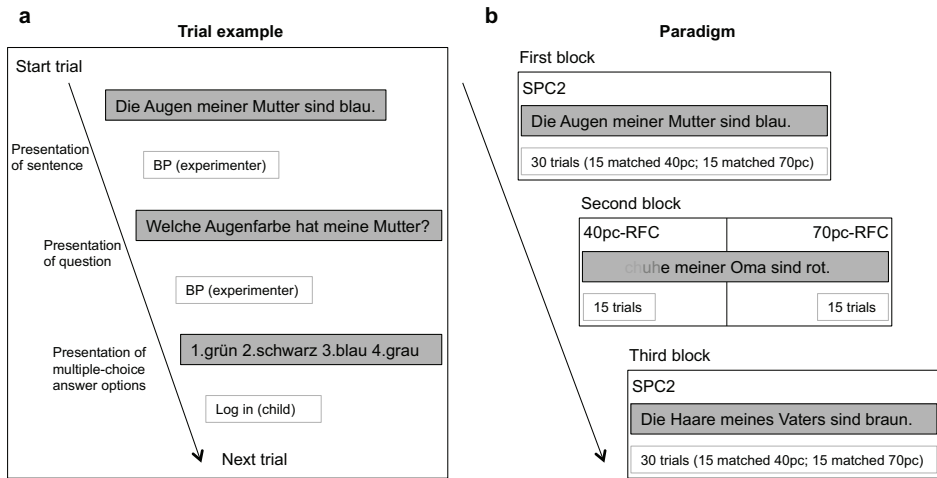 a
Trial example
Start trial
Die Augen meiner Mutter sind blau.
Presentation
of sentence
BP (experimenter)
Welche Augenfarbe hat meine Mutter?
Presentation
of question
BP (experimenter)
1.grün 2.schwarz 3.blau 4.grau
Presentation of
multiple-choice
answer options
Log in (child)
Next trial
b
Paradigm
First block
SPC2
Die Augen meiner Mutter sind blau.
30 trials (15 matched 40pc; 15 matched 70pc)
Second block
40pc-RFC 70pc-RFC
chuhe meiner Oma sind rot.
15 trials 15 trials
Third block
SPC2
Die Haare meines Vaters sind braun.
30 trials (15 matched 40pc; 15 matched 70pc)